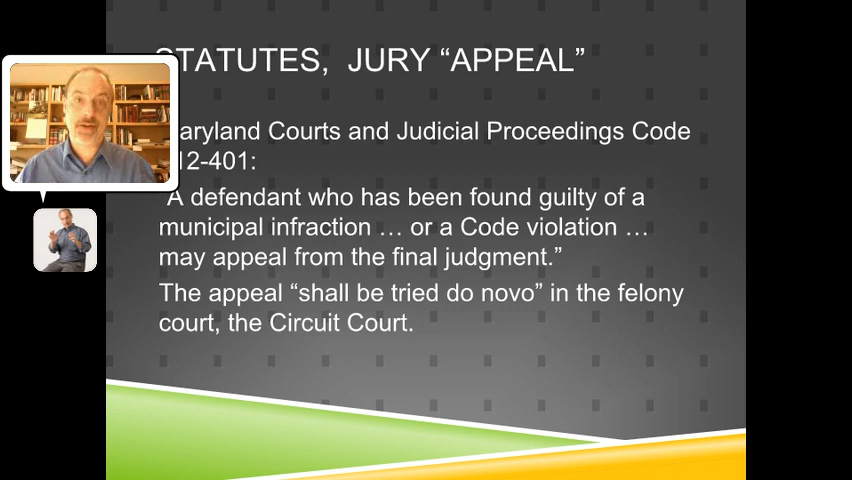 STATUTES, JURY “APPEAL”
aryland Courts and Judicial Proceedings Code
12-401:
“A defendant who has been found guilty of a
municipal infraction … or a Code violation …
may appeal from the final judgment.”
The appeal “shall be tried do novo” in the felony
court, the Circuit Court.